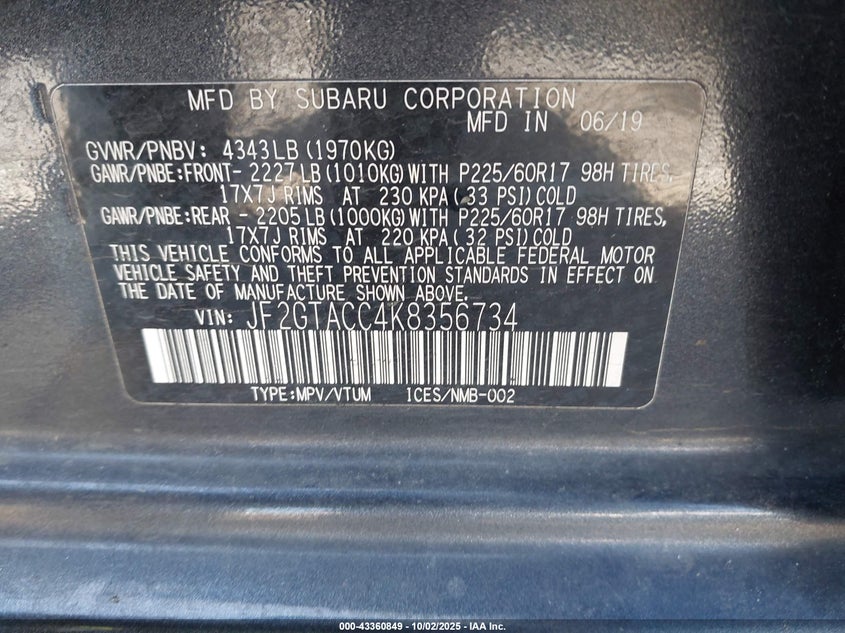 MFD BY SUBARU CORPORATION
MFD IN 06/19
GVWR/PNBV: 4343LB (1970KG)
GAWR/PNBE:FRONT- 2227LB(1010KG)WITH P225/60R17 98H TIRES,
17X7J RIMS AT 230 KPA(33 PSI)COLD
GAWR/PNBE:REAR - 2205LB(1000KG)WITH P225/60R17 98H TIRES,
17X7J RIMS AT 220 KPA(32 PSI)COLD
THIS VEHICLE CONFORMS TO ALL APPLICABLE FEDERAL MOTOR
VEHICLE SAFETY AND THEFT PREVENTION STANDARDS IN EFFECT ON
THE DATE OF MANUFACTURE SHOWN ABOVE.
VIN: JF2GTACC4K8356734
TYPE:MPV/VTUM ICES/NMB-002
000-43360849 - 10/02/2025 - IAA Inc.